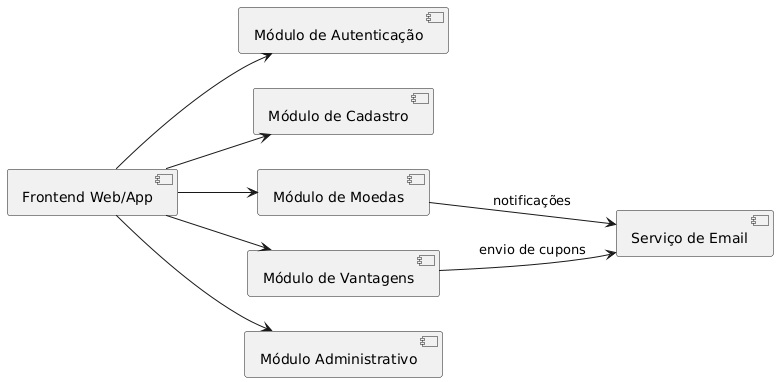 Módulo de Autenticação
Módulo de Cadastro
Frontend Web/App
Módulo de Moedas
notificações
Serviço de Email
envio de cupons
Módulo de Vantagens
Módulo Administrativo